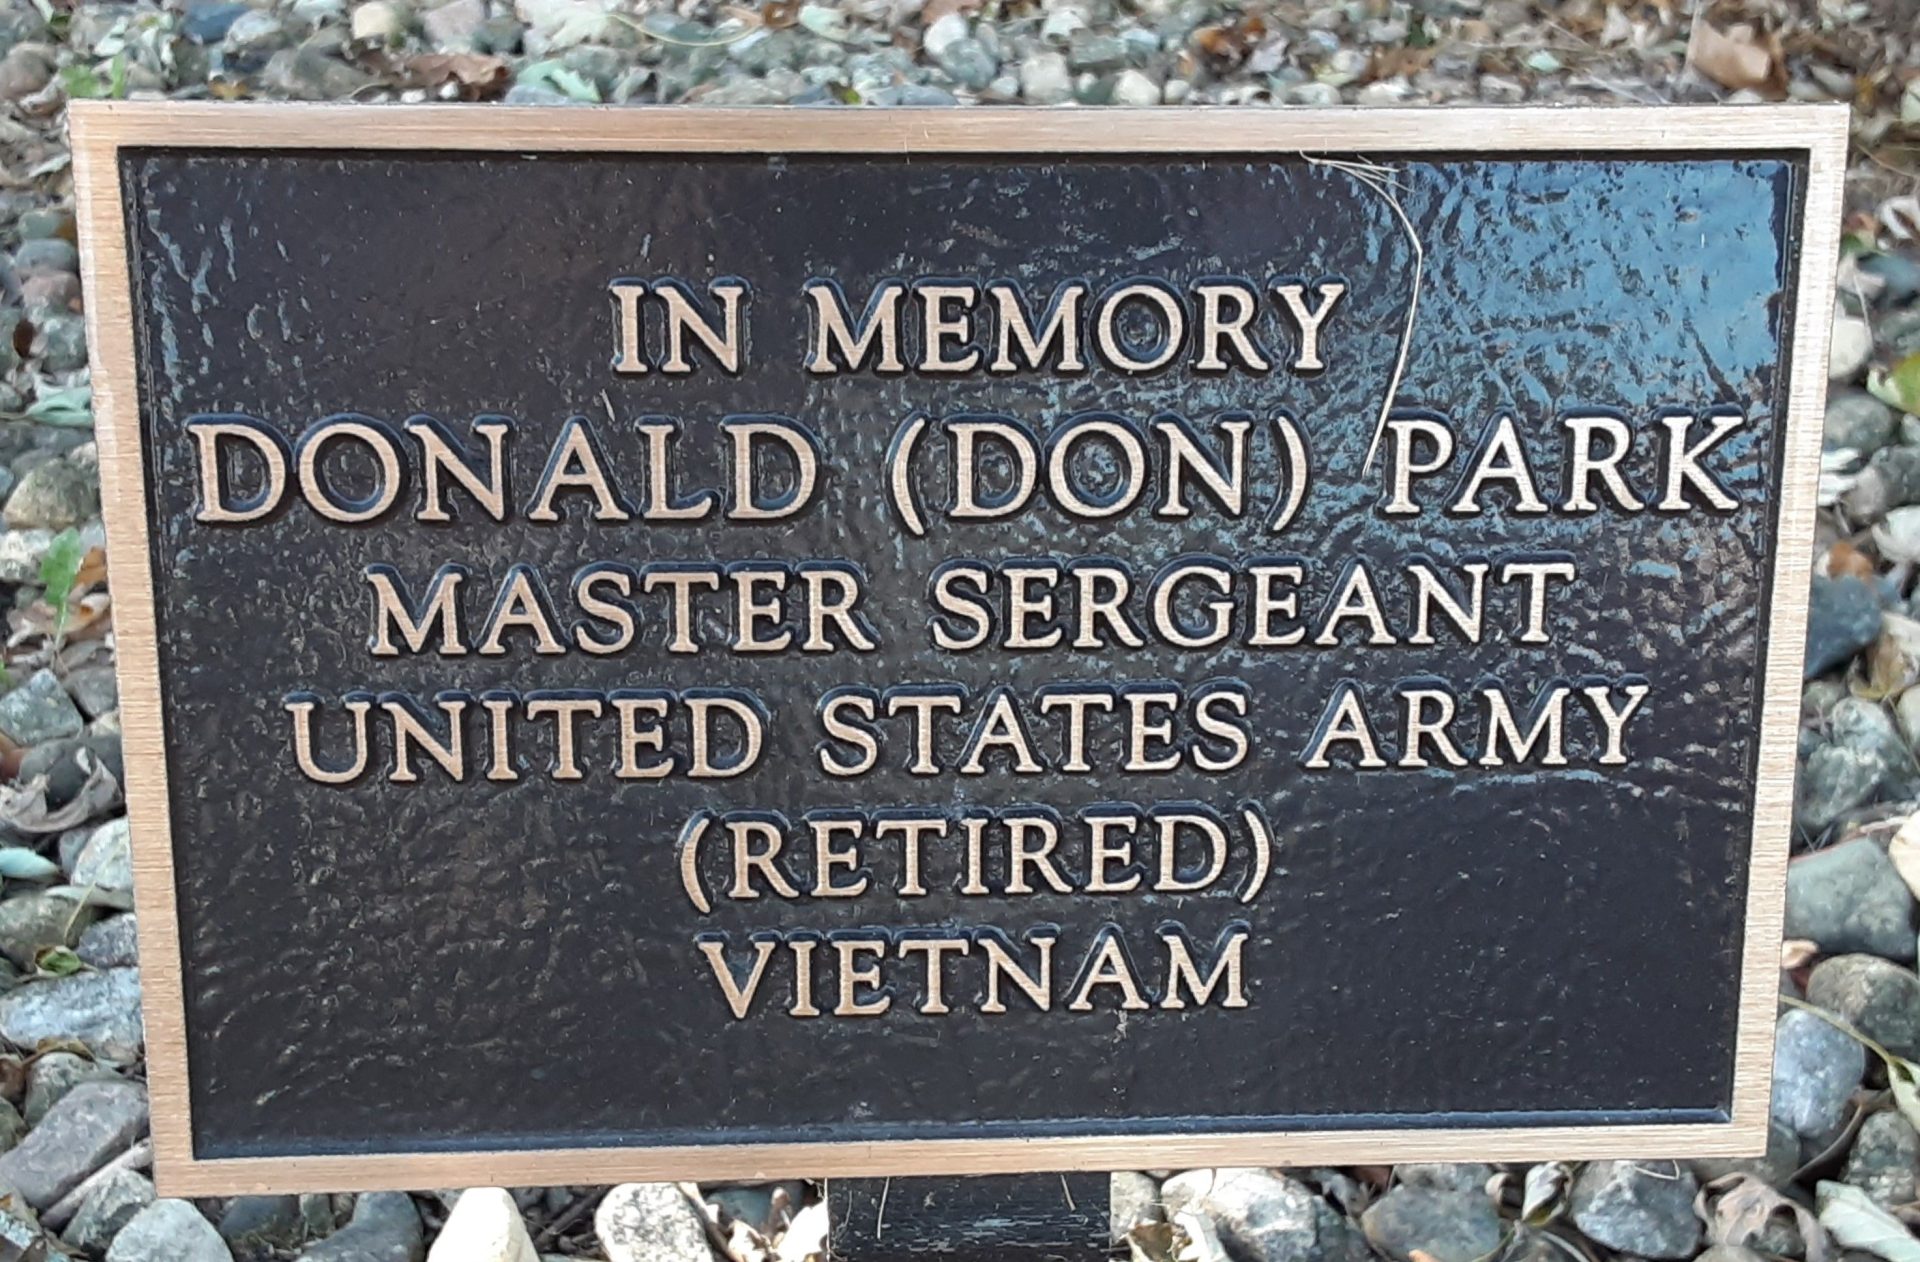 IN MEMORY
DONALD (DON) PARK
MASTER SERGEANT
UNITED STATES ARMY
(RETIRED)
VIETNAM